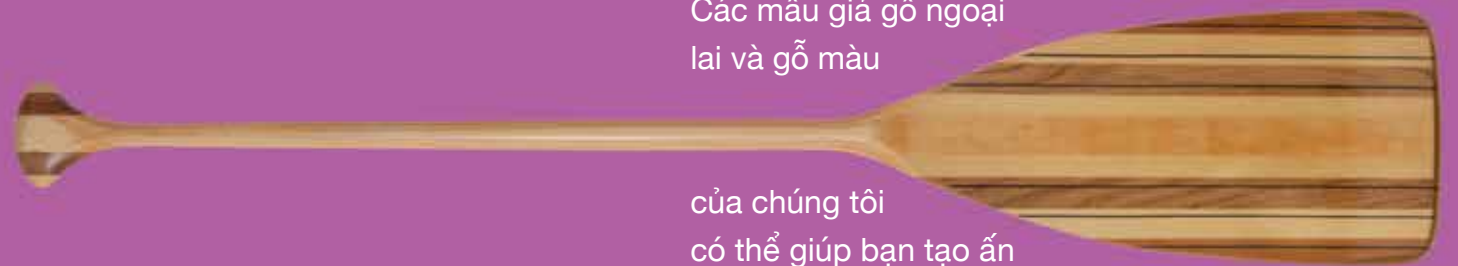 Các mẫu giả gỗ ngoại
lai và gỗ màu
của chúng tôi
có thể giúp bạn tạo ấn